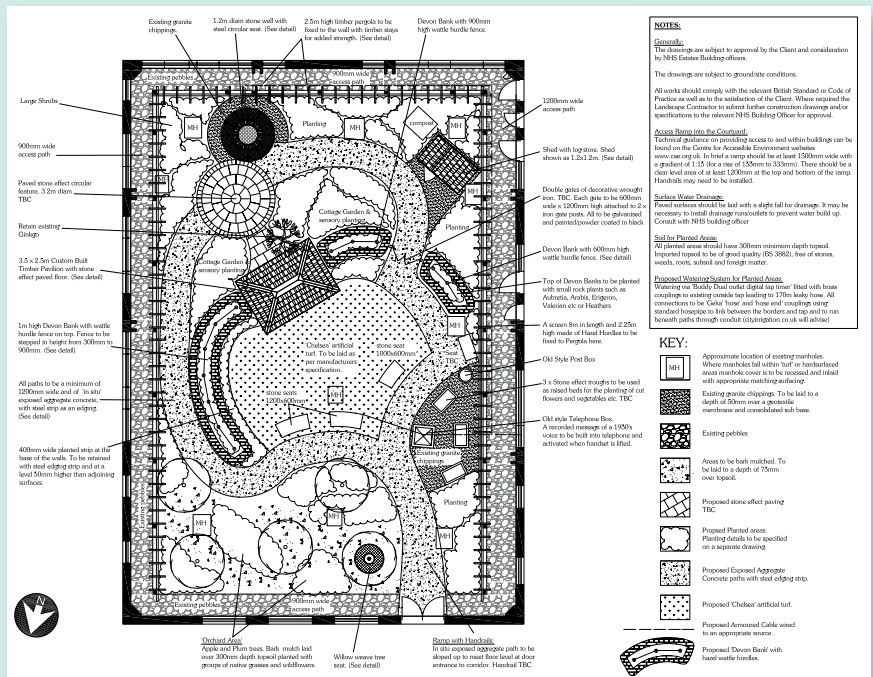 Existing granite
chippings.
1.2m diam stone well with
steel circular seat. (See detail)
2.5m high timber pergola to be
fixed to the wall with timber stays
for added strength. (See detail)
Devon Bank with 900mm
high wattle hurdle fence.
Large Shrubs
900mm wide
access path
Paved stone effect circular
feature. 3.2m diam
TBC
Retain existing
Ginkgo
3.5 x 2.5m Custom Built
Timber Pavilion with stone
effect paved floor. (See detail)
1m high Devon Bank with wattle
hurdle fence on top. Fence to be
stepped in height from 300mm to
900mm. (See detail)
All paths to be a minimum of
1200mm wide and of 'in situ'
exposed aggregate concrete,
with steel strip as an edging.
(See detail)
400mm wide planted strip at the
base of the walls. To be retained
with steel edging strip and at a
level 50mm higher than adjoining
surfaces.
Existing pebbles
900mm wide
access path
MH
Planting
MH
compost
MH
MH
Cottage Garden &
sensory planting
Planting
Cottage Garden &
sensory planting
'Chelsea' artificial
turf. To be laid as
per manufacturers
specification.
stone seat
1000x600mm
MH
Seat
TBC
stone seats
1200x600mm
MH
Existing granite
chippings
Planting
MH
MH
MH
Existing pebbles
Existing pebbles
900mm wide
access path
1200mm wide
access path
Shed with log store. Shed
shown as 1.2x1.2m. (See detail)
Double gates of decorative wrought
iron. TBC. Each gate to be 600mm
wide x 1200mm high attached to 2 x
iron gate posts. All to be galvanised
and painted/powder coated in black
Devon Bank with 600mm high
wattle hurdle fence. (See detail)
Top of Devon Banks to be planted
with small rock plants such as
Aubretia, Arabis, Erigeron,
Valerian etc or Heathers
A screen 8m in length and 2.25m
high made of Hazel Hurdles to be
fixed to Pergola here.
Old Style Post Box
3 x Stone effect troughs to be used
as raised beds for the planting of cut
flowers and vegetables etc. TBC
Old style Telephone Box.
A recorded message of a 1930's
voice to be built into telephone and
activated when handset is lifted.
'Orchard Area'
Apple and Plum trees. Bark mulch laid
over 300mm depth topsoil planted with
groups of native grasses and wildflowers.
Willow weave tree
seat. (See detail)
Ramp with Handrails:
In situ exposed aggregate path to be
sloped up to meet floor level at door
entrance to corridor. Handrail TBC
N
NOTES:
Generally:
The drawings are subject to approval by the Client and consideration
by NHS Estates Building officers.
The drawings are subject to ground/site conditions.
All works should comply with the relevant British Standard or Code of
Practice as well as to the satisfaction of the Client. Where required the
Landscape Contractor to submit further construction drawings and/or
specifications to the relevant NHS Building Officer for approval.
Access Ramp into the Courtyard:
Technical guidance on providing access to and within buildings can be
found on the Centre for Accessible Environment websites
www.cae.org.uk. In brief a ramp should be at least 1500mm wide with
a gradient of 1:15 (for a rise of 155mm to 333mm). There should be a
clear level area of at least 1200mm at the top and bottom of the ramp.
Handrails may need to be installed.
Surface Water Drainage:
Paved surfaces should be laid with a slight fall for drainage. It may be
necessary to install drainage runs/outlets to prevent water build up.
Consult with NHS building officer
Soil for Planted Areas:
All planted areas should have 300mm minimum depth topsoil.
Imported topsoil to be of good quality (BS 3882), free of stones,
weeds, roots, subsoil and foreign matter.
Proposed Watering System for Planted Areas:
Watering via 'Buddy Dual outlet digital tap timer' fitted with brass
couplings to existing outside tap leading to 170m leaky hose. All
connections to be 'Geka' hose' and 'hose end' couplings using
standard hosepipe to link between the borders and tap and to run
beneath paths through conduit (cityirrigation.co.uk will advise)
KEY:
MH
Approximate location of existing manholes.
Where manholes fall within 'turf' or hardsurfaced
areas manhole cover is to be recessed and inlaid
with appropriate matching surfacing.
Existing granite chippings. To be laid to a
depth of 50mm over a geotextile
membrane and consolidated sub base.
Existing pebbles
Areas to be bark mulched. To
be laid to a depth of 75mm
over topsoil.
Proposed stone effect paving
TBC
Propsed Planted areas:
Planting details to be specified
on a separate drawing.
Proposed Exposed Aggregate
Concrete paths with steel edging strip.
Proposed 'Chelsea' artificial turf.
Proposed Armoured Cable wired
to an appropriate source.
Proposed 'Devon Bank' with
hazel wattle hurdles.